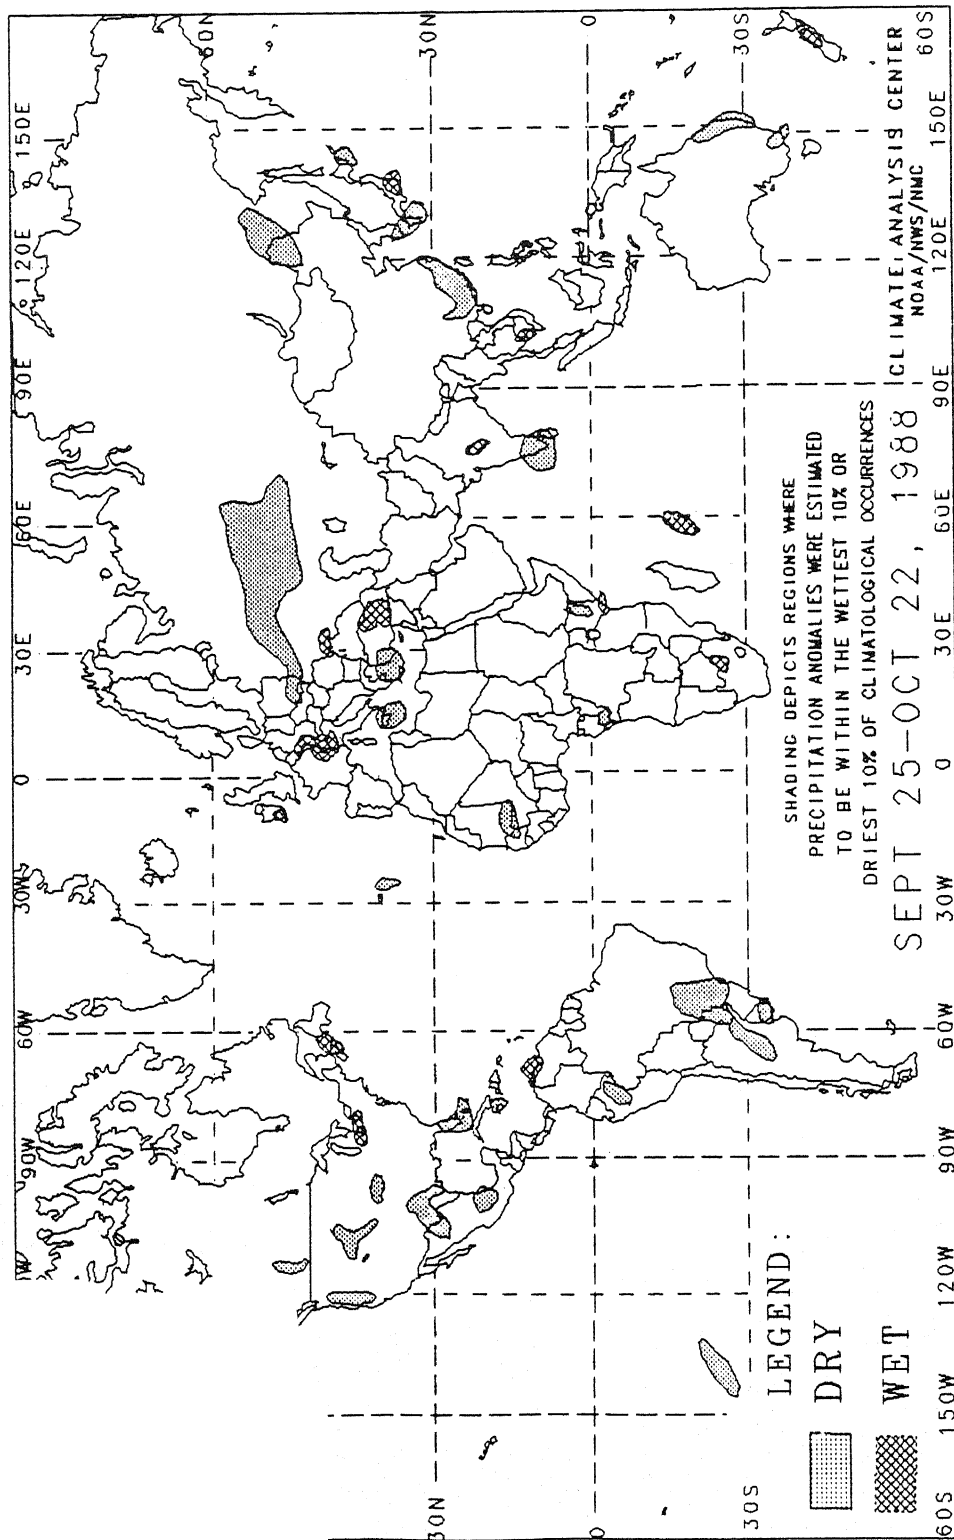 60N
30N
0
30S
60S
150E
120E
90E
60E
30E
0
30W
60W
90W
W
SHADING DEPICTS REGIONS WHERE
PRECIPITATION ANOMALIES WERE ESTIMATED
TO BE WITHIN THE WETTEST 10% OR
DRIEST 10% OF CLIMATOLOGICAL OCCURRENCES
SEPT 25-OCT 22, 1988
CLIMATE ANALYSIS CENTER
NOAA/NWS/NMC
LEGEND:
DRY
WET
30N
0
30S
60S
150W
120W
90W
60W
30W
0
30E
60E
90E
120E
150E